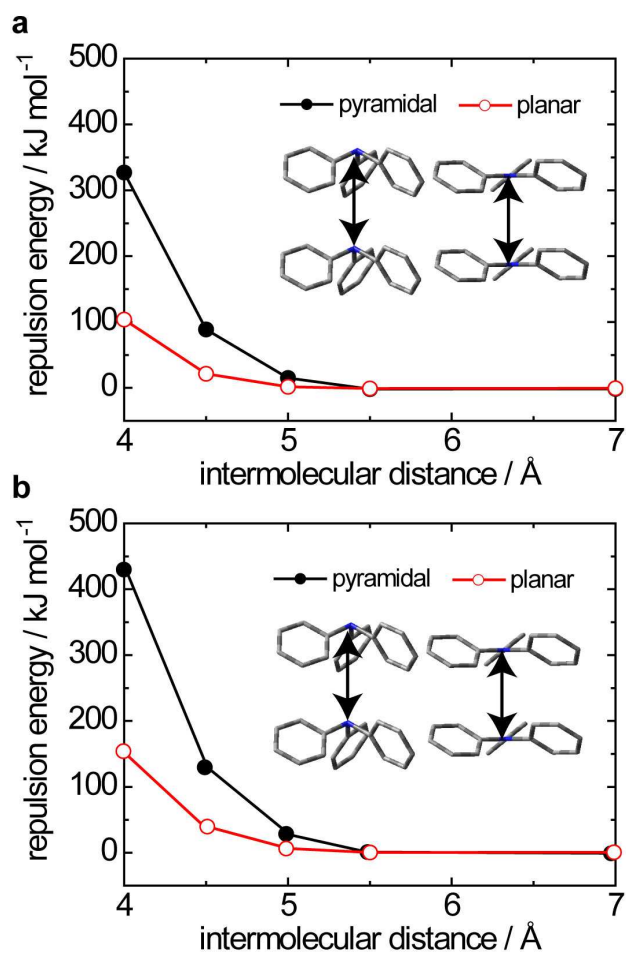 a
500
400
300
200
100
0
repulsion energy / kJ mol⁻¹
pyramidal planar
4 5 6 7
intermolecular distance / Å
b
500
400
300
200
100
0
repulsion energy / kJ mol⁻¹
pyramidal planar
4 5 6 7
intermolecular distance / Å